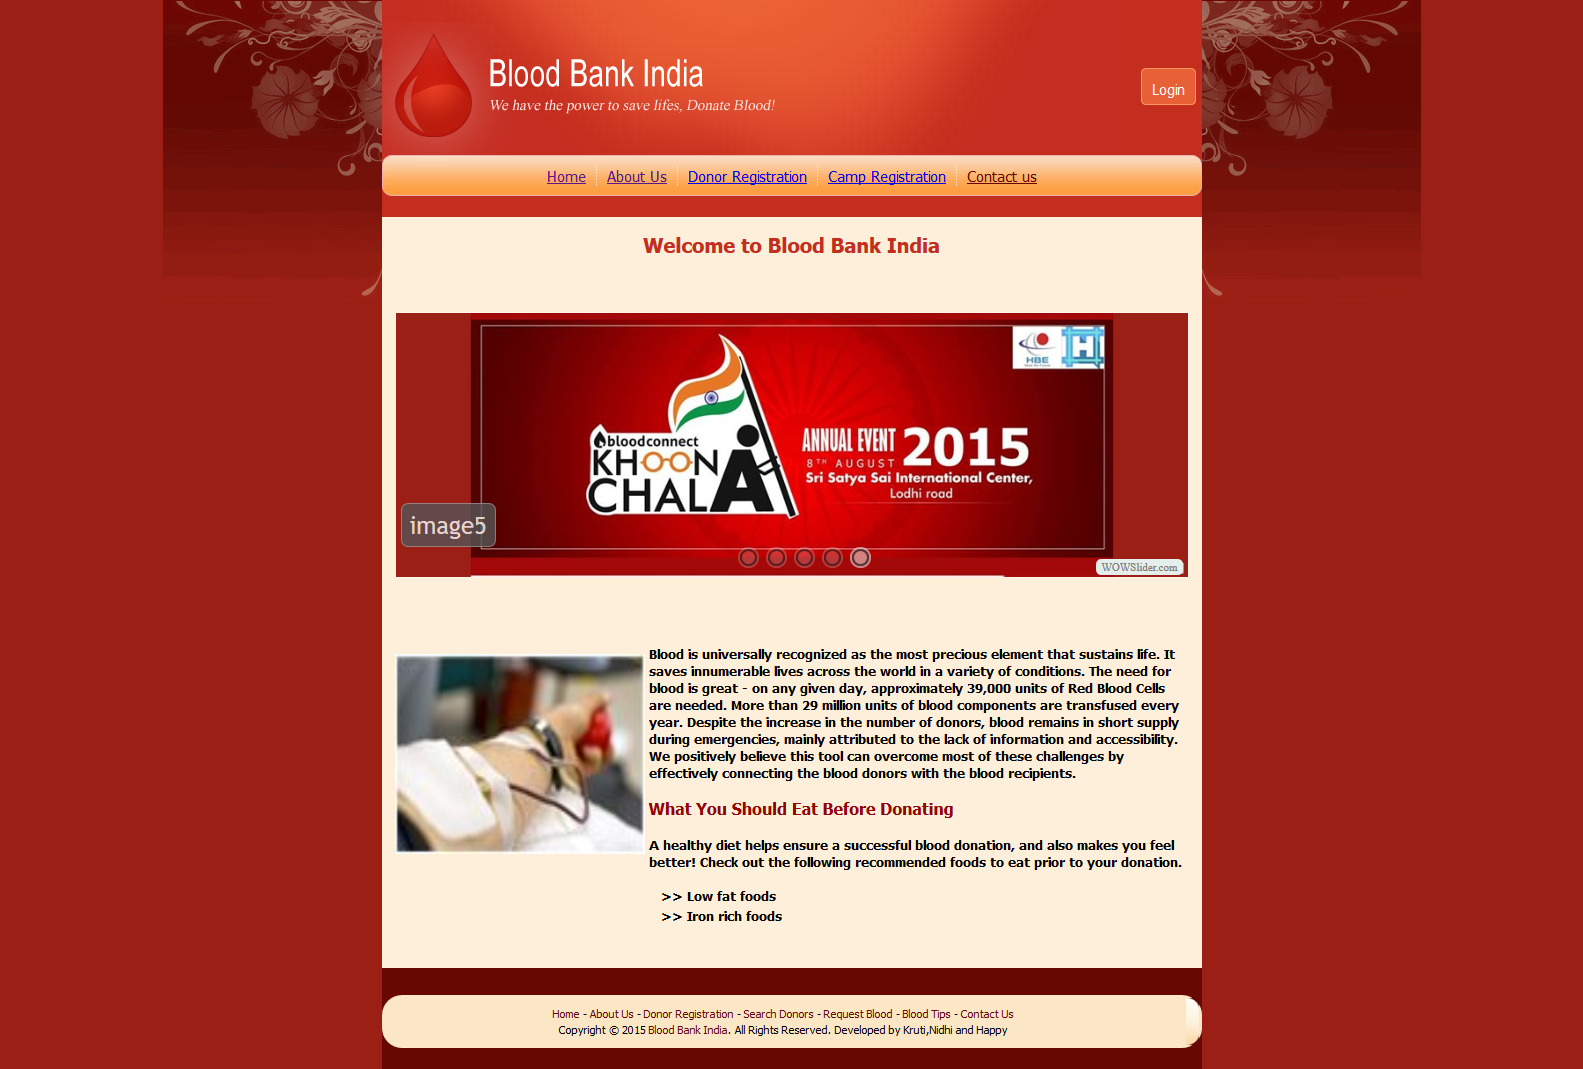 Blood Bank India
We have the power to save lifes, Donate Blood!
Login
Home
About Us
Donor Registration
Camp Registration
Contact us
Welcome to Blood Bank India
HBE
H
bloodconnect
KHOON
CHALA
ANNUAL EVENT 2015
8TH AUGUST
Sri Satya Sai International Center,
Lodhi road
image5
WOWSlider.com
Blood is universally recognized as the most precious element that sustains life. It
saves innumerable lives across the world in a variety of conditions. The need for
blood is great - on any given day, approximately 39,000 units of Red Blood Cells
are needed. More than 29 million units of blood components are transfused every
year. Despite the increase in the number of donors, blood remains in short supply
during emergencies, mainly attributed to the lack of information and accessibility.
We positively believe this tool can overcome most of these challenges by
effectively connecting the blood donors with the blood recipients.
What You Should Eat Before Donating
A healthy diet helps ensure a successful blood donation, and also makes you feel
better! Check out the following recommended foods to eat prior to your donation.
>> Low fat foods
>> Iron rich foods
Home - About Us - Donor Registration - Search Donors - Request Blood - Blood Tips - Contact Us
Copyright © 2015 Blood Bank India. All Rights Reserved. Developed by Kruti,Nidhi and Happy